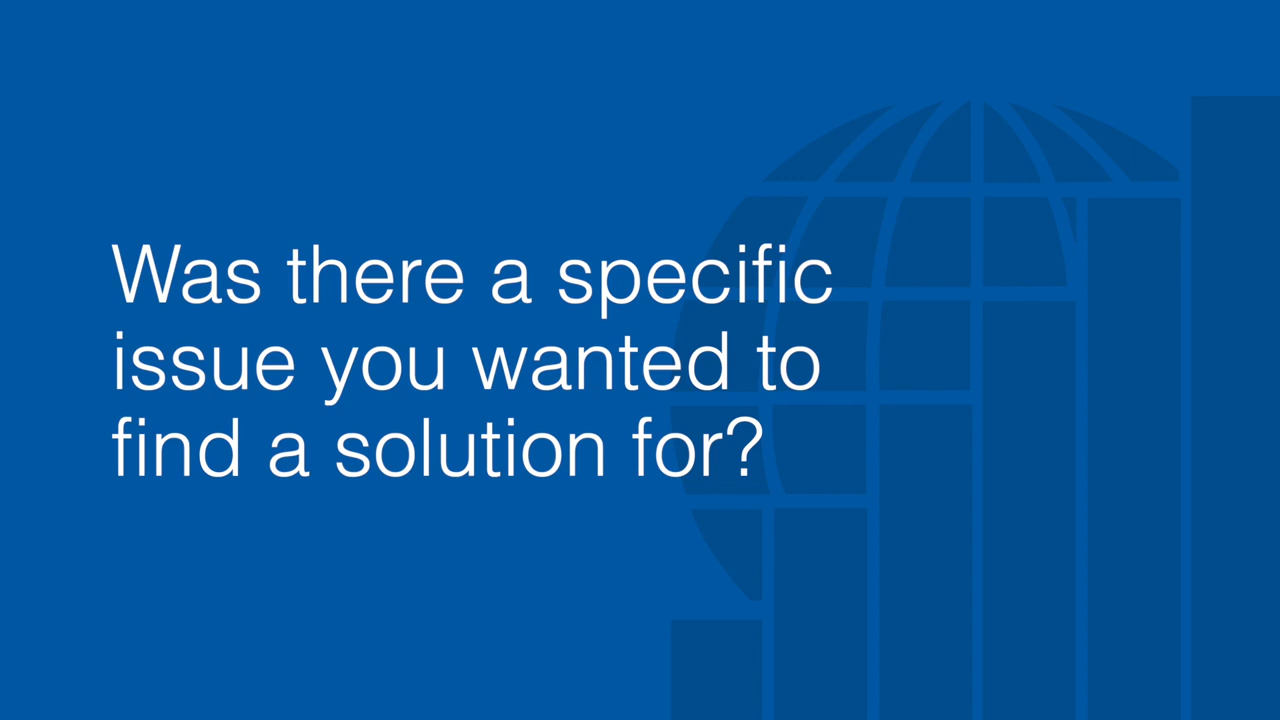 Was there a specific
issue you wanted to
find a solution for?